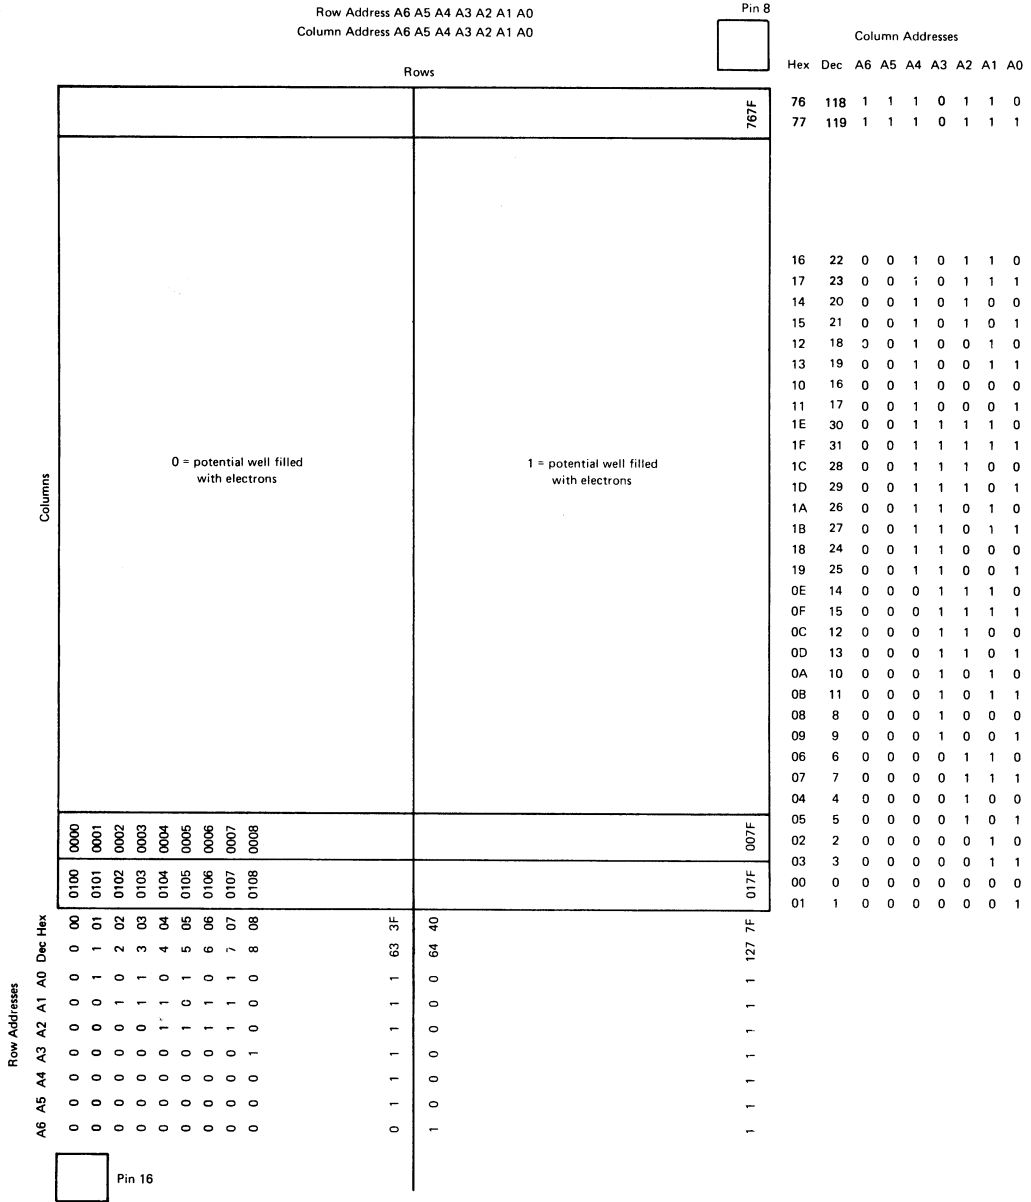 Row Address A6 A5 A4 A3 A2 A1 A0
Column Address A6 A5 A4 A3 A2 A1 A0
Pin 8
Rows
Columns
767F
0 = potential well filled
with electrons
1 = potential well filled
with electrons
0000 0001 0002 0003 0004 0005 0006 0007 0008 007F
0100 0101 0102 0103 0104 0105 0106 0107 0108 017F
Column Addresses
Hex Dec A6 A5 A4 A3 A2 A1 A0
76 118 1 1 1 0 1 1 0
77 119 1 1 1 0 1 1 1
16 22 0 0 1 0 1 1 0
17 23 0 0 1 0 1 1 1
14 20 0 0 1 0 1 0 0
15 21 0 0 1 0 1 0 1
12 18 0 0 1 0 0 1 0
13 19 0 0 1 0 0 1 1
10 16 0 0 1 0 0 0 0
11 17 0 0 1 0 0 0 1
1E 30 0 0 1 1 1 1 0
1F 31 0 0 1 1 1 1 1
1C 28 0 0 1 1 1 0 0
1D 29 0 0 1 1 1 0 1
1A 26 0 0 1 1 0 1 0
1B 27 0 0 1 1 0 1 1
18 24 0 0 1 1 0 0 0
19 25 0 0 1 1 0 0 1
0E 14 0 0 0 1 1 1 0
0F 15 0 0 0 1 1 1 1
0C 12 0 0 0 1 1 0 0
0D 13 0 0 0 1 1 0 1
0A 10 0 0 0 1 0 1 0
0B 11 0 0 0 1 0 1 1
08 8 0 0 0 1 0 0 0
09 9 0 0 0 1 0 0 1
06 6 0 0 0 0 1 1 0
07 7 0 0 0 0 1 1 1
04 4 0 0 0 0 1 0 0
05 5 0 0 0 0 1 0 1
02 2 0 0 0 0 0 1 0
03 3 0 0 0 0 0 1 1
00 0 0 0 0 0 0 0 0
01 1 0 0 0 0 0 0 1
Row Addresses
A6 A5 A4 A3 A2 A1 A0 Dec Hex
0 0 0 0 0 0 0 0 00
0 0 0 0 0 0 1 1 01
0 0 0 0 0 1 0 2 02
0 0 0 0 0 1 1 3 03
0 0 0 0 1 1 0 4 04
0 0 0 0 1 0 1 5 05
0 0 0 0 1 1 0 6 06
0 0 0 0 1 1 1 7 07
0 0 0 1 0 0 0 8 08
0 1 1 1 1 1 1 63 3F
1 0 0 0 0 0 0 64 40
1 1 1 1 1 1 1 127 7F
Pin 16